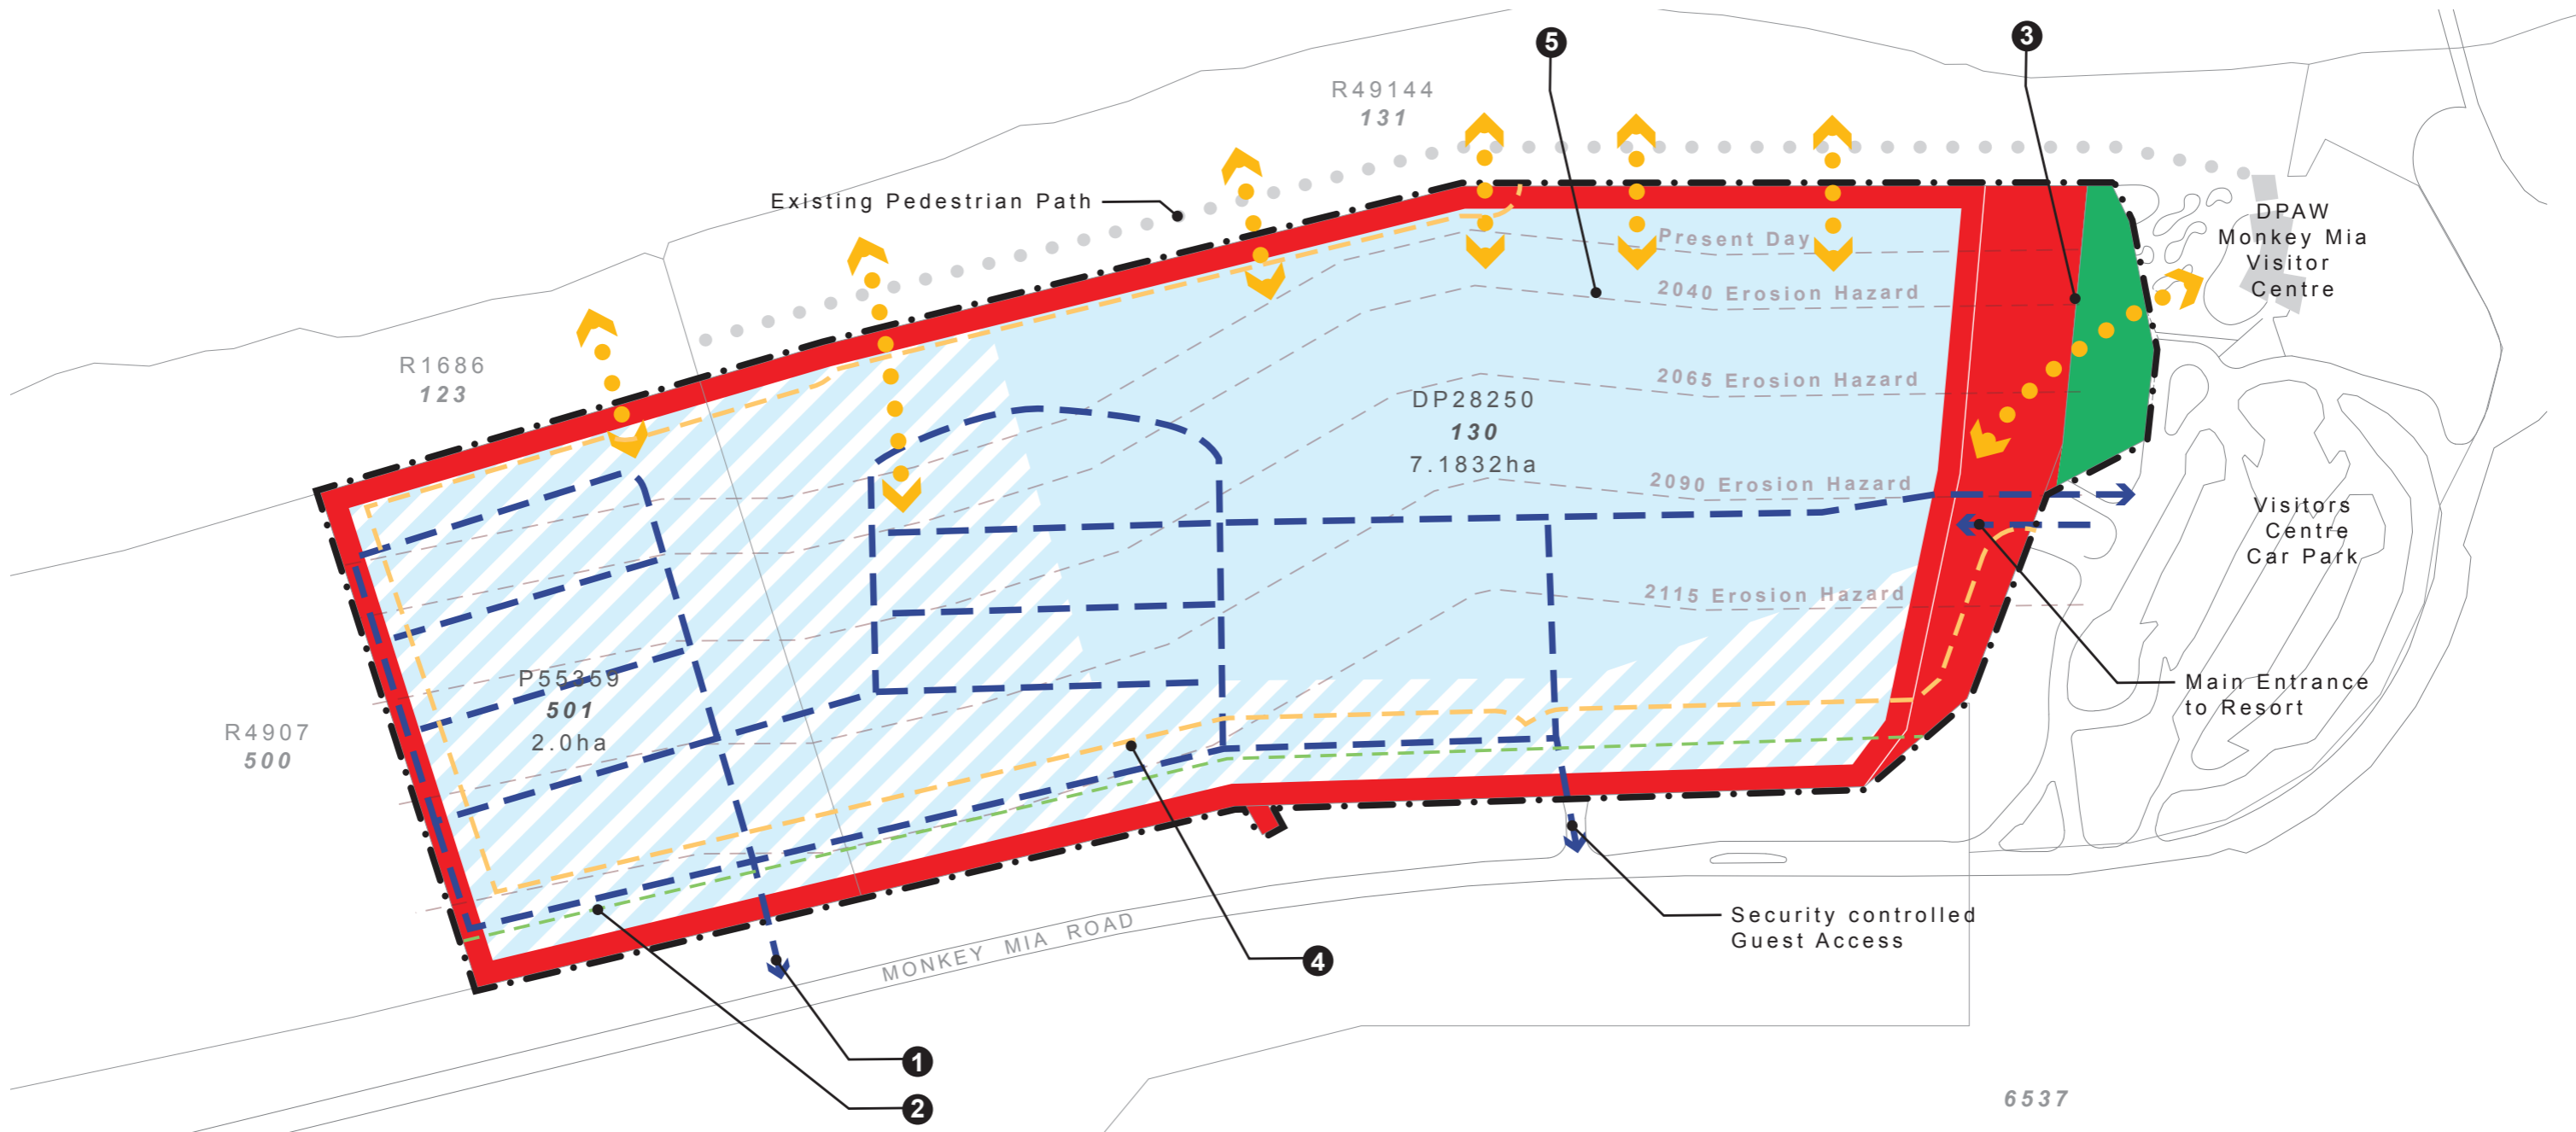 5
3
R49144
131
Existing Pedestrian Path
DPAW
Monkey Mia
Visitor
Centre
Present Day
2040 Erosion Hazard
R1686
123
2065 Erosion Hazard
DP28250
130
7.1832ha
2090 Erosion Hazard
Visitors
Centre
Car Park
2115 Erosion Hazard
P55359
501
2.0ha
Main Entrance
to Resort
R4907
500
Security controlled
Guest Access
MONKEY MIA ROAD
4
1
2
6537